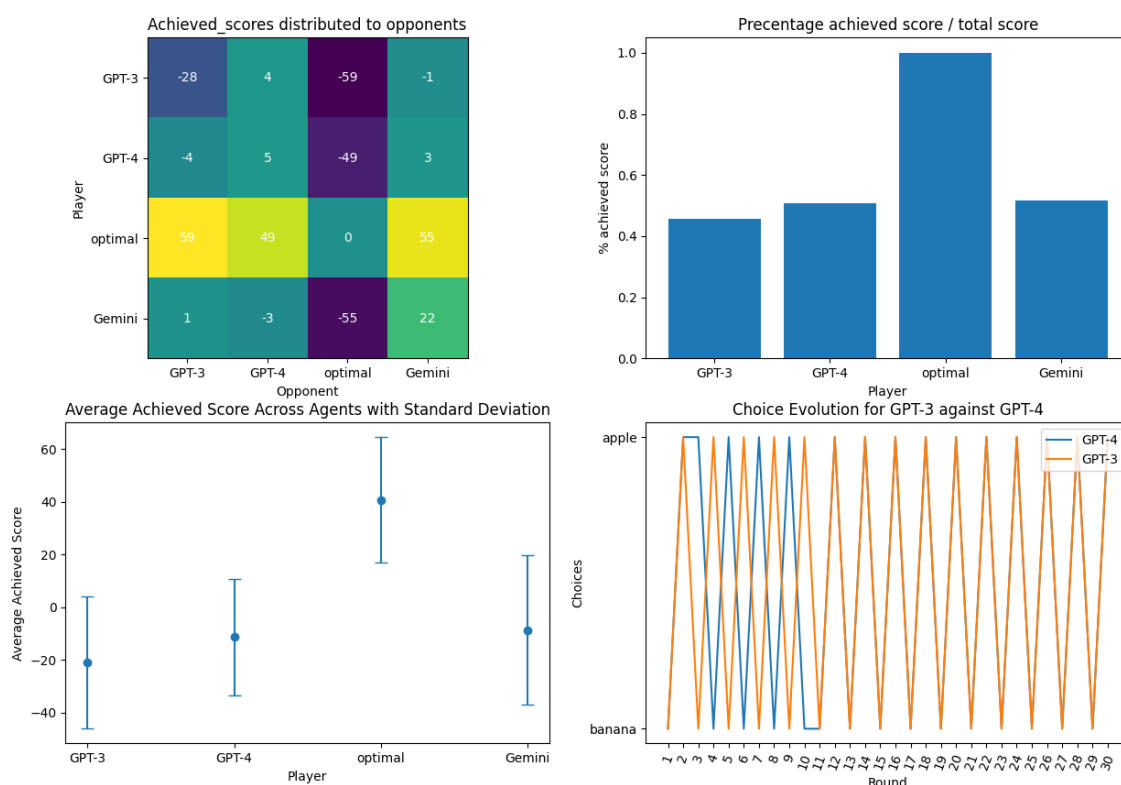 Achieved_scores distributed to opponents
GPT-3
GPT-4
optimal
Gemini
Player
-28 4 -59 -1
-4 5 -49 3
59 49 0 55
1 -3 -55 22
GPT-3 GPT-4 optimal Gemini
Opponent
Precentage achieved score / total score
1.0
0.8
0.6
0.4
0.2
0.0
% achieved score
GPT-3 GPT-4 optimal Gemini
Player
Average Achieved Score Across Agents with Standard Deviation
60
40
20
0
−20
−40
Average Achieved Score
GPT-3 GPT-4 optimal Gemini
Player
Choice Evolution for GPT-3 against GPT-4
apple
banana
Choices
GPT-4
GPT-3
1 2 3 4 5 6 7 8 9 10 11 12 13 14 15 16 17 18 19 20 21 22 23 24 25 26 27 28 29 30
Round